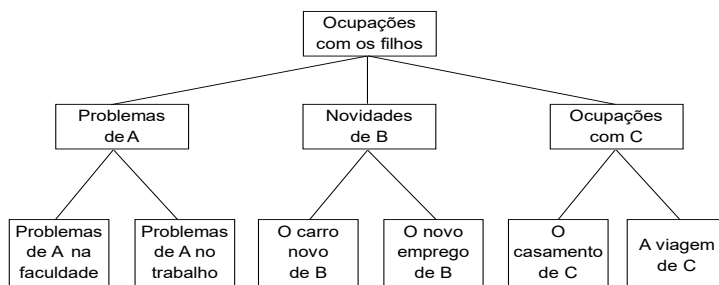 Ocupações
com os filhos
Problemas
de A
Novidades
de B
Ocupações
com C
Problemas
de A na
faculdade
Problemas
de A no
trabalho
O carro
novo
de B
O novo
emprego
de B
O
casamento
de C
A viagem
de C